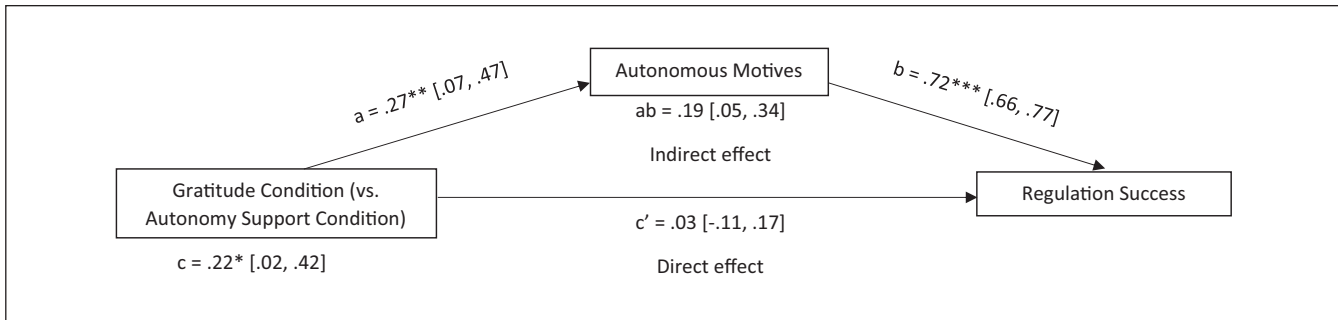 a = .27** [.07, .47]
Autonomous Motives
b = .72*** [.66, .77]
ab = .19 [.05, .34]
Indirect effect
Gratitude Condition (vs.
Autonomy Support Condition)
Regulation Success
c’ = .03 [-.11, .17]
c = .22* [.02, .42]
Direct effect